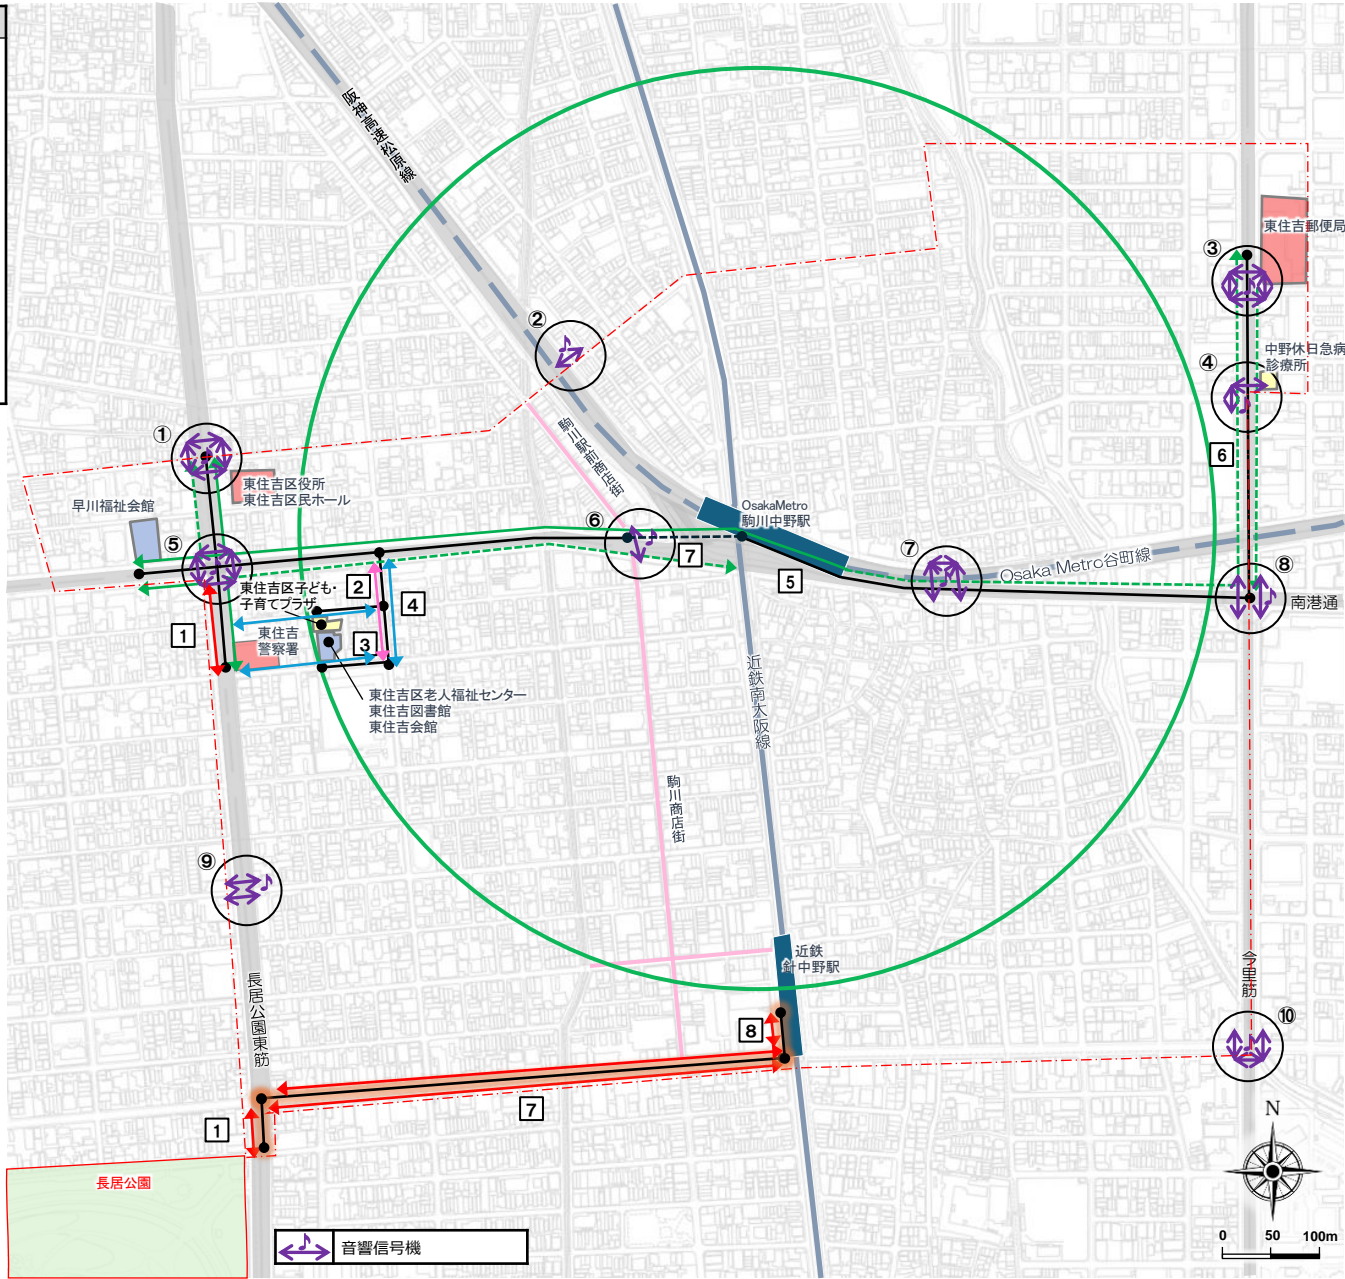 阪神高速松原線
東住吉郵便局
③
②
中野休日急病
診療所
④
駒川駅前商店街
①
6
東住吉区役所
東住吉区民ホール
早川福祉会館
OsakaMetro
駒川中野駅
⑥
⑤
7
⑦
Osaka Metro谷町線
⑧
5
東住吉区子ども・
子育てプラザ
2
4
南港通
1
東住吉
警察署
3
近鉄南大阪線
東住吉区老人福祉センター
東住吉図書館
東住吉会館
駒川商店街
⑨
近鉄
針中野駅
長居公園東筋
今里筋
⑩
8
7
1
N
長居公園
音響信号機
0 50 100m